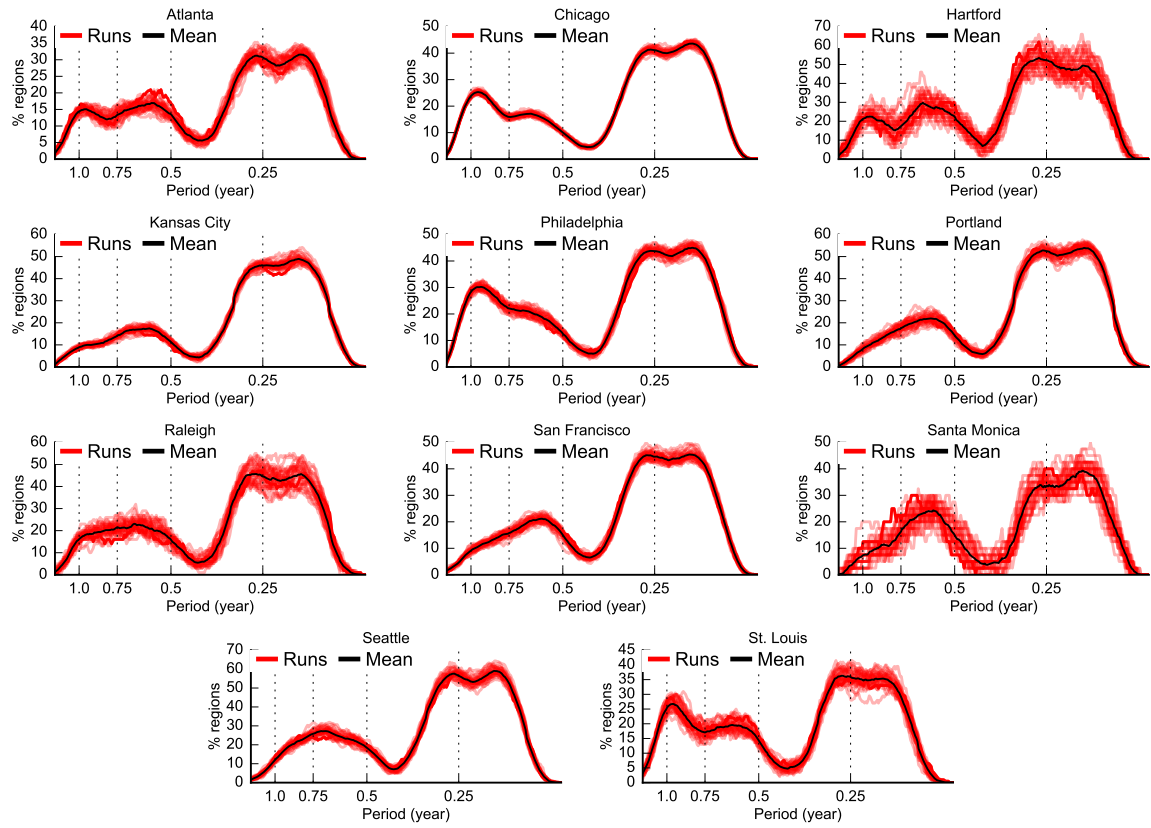 Atlanta
Runs Mean
% regions
40
35
30
25
20
15
10
5
0
1.0 0.75 0.5 0.25
Period (year)
Chicago
Runs Mean
% regions
50
40
30
20
10
0
1.0 0.75 0.5 0.25
Period (year)
Hartford
Runs Mean
% regions
70
60
50
40
30
20
10
0
1.0 0.75 0.5 0.25
Period (year)
Kansas City
Runs Mean
% regions
60
50
40
30
20
10
0
1.0 0.75 0.5 0.25
Period (year)
Philadelphia
Runs Mean
% regions
50
40
30
20
10
0
1.0 0.75 0.5 0.25
Period (year)
Portland
Runs Mean
% regions
60
50
40
30
20
10
0
1.0 0.75 0.5 0.25
Period (year)
Raleigh
Runs Mean
% regions
60
50
40
30
20
10
0
1.0 0.75 0.5 0.25
Period (year)
San Francisco
Runs Mean
% regions
50
40
30
20
10
0
1.0 0.75 0.5 0.25
Period (year)
Santa Monica
Runs Mean
% regions
50
40
30
20
10
0
1.0 0.75 0.5 0.25
Period (year)
Seattle
Runs Mean
% regions
70
60
50
40
30
20
10
0
1.0 0.75 0.5 0.25
Period (year)
St. Louis
Runs Mean
% regions
45
40
35
30
25
20
15
10
5
0
1.0 0.75 0.5 0.25
Period (year)